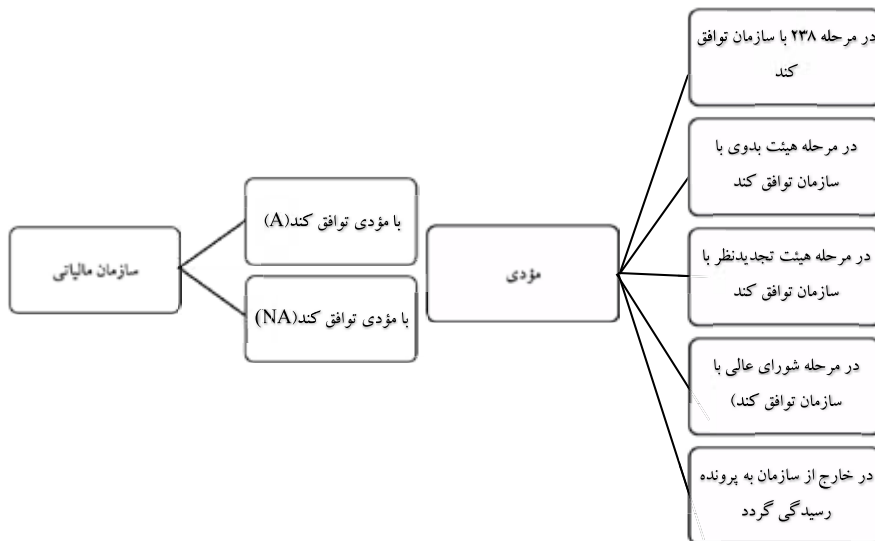 در مرحله ۲۳۸ با سازمان توافق
کند
در مرحله هیئت بدوی با
سازمان توافق کند
در مرحله هیئت تجدیدنظر با
سازمان توافق کند
در مرحله شورای عالی با
سازمان توافق کند)
در خارج از سازمان به پرونده
رسیدگی گردد
مؤدی
با مؤدی توافق کند(A)
با مؤدی توافق کند(NA)
سازمان مالیاتی